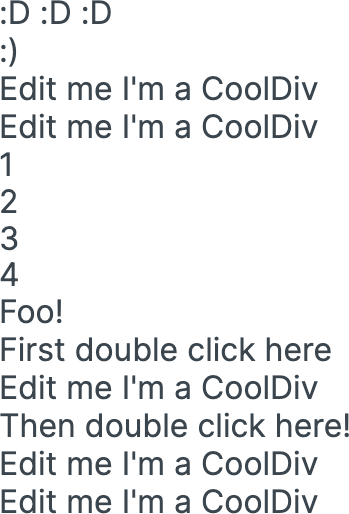 :D :D :D
:)
Edit me I'm a CoolDiv
Edit me I'm a CoolDiv
1
2
3
4
Foo!
First double click here
Edit me I'm a CoolDiv
Then double click here!
Edit me I'm a CoolDiv
Edit me I'm a CoolDiv